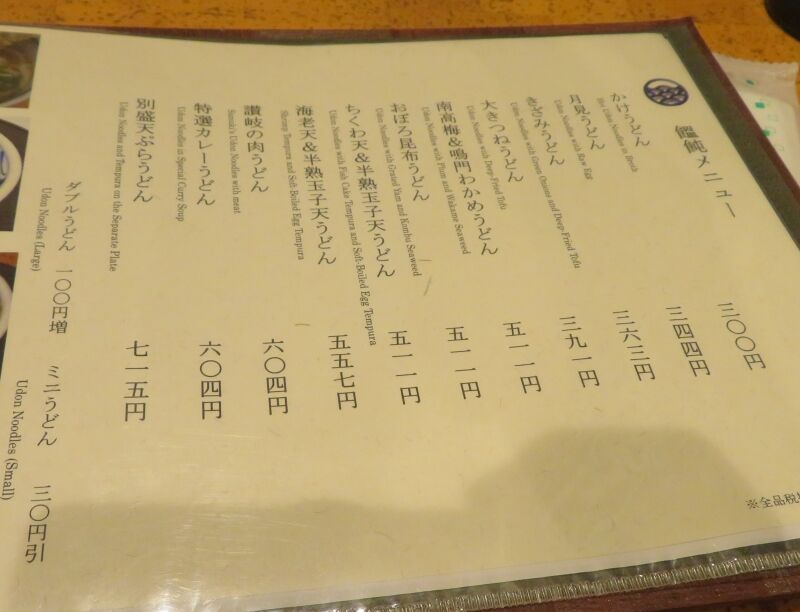 饂飩メニュー
かけうどん 三〇〇円
Hot Udon Noodles in Broth
月見うどん 三四四円
Udon Noodles with Raw Egg
きざみうどん 三六三円
Udon Noodles with Green Onions and Deep-Fried Tofu
大きつねうどん 三九一円
Udon Noodles with Deep-Fried Tofu
南高梅&鳴門わかめうどん 五一一円
Udon Noodles with Plum and Wakame Seaweed
おぼろ昆布うどん 五一一円
Udon Noodles with Grated Yam and Kombu Seaweed
ちくわ天&半熟玉子天うどん 五一一円
Udon Noodles with Fish Cake Tempura and Soft-Boiled Egg Tempura
海老天&半熟玉子天うどん 五五七円
Shrimp Tempura and Soft Boiled Egg Tempura
讃岐の肉うどん 六〇四円
Sanuki's Udon Noodles with meat
特選カレーうどん 六〇四円
Udon Noodles in Special Curry Soup
別盛天ぷらうどん 七一五円
Udon Noodles and Tempura on the Separate Plate
ダブルうどん 一〇〇円増
Udon Noodles (Large)
ミニうどん 三〇円引
Udon Noodles (Small)
※全品税